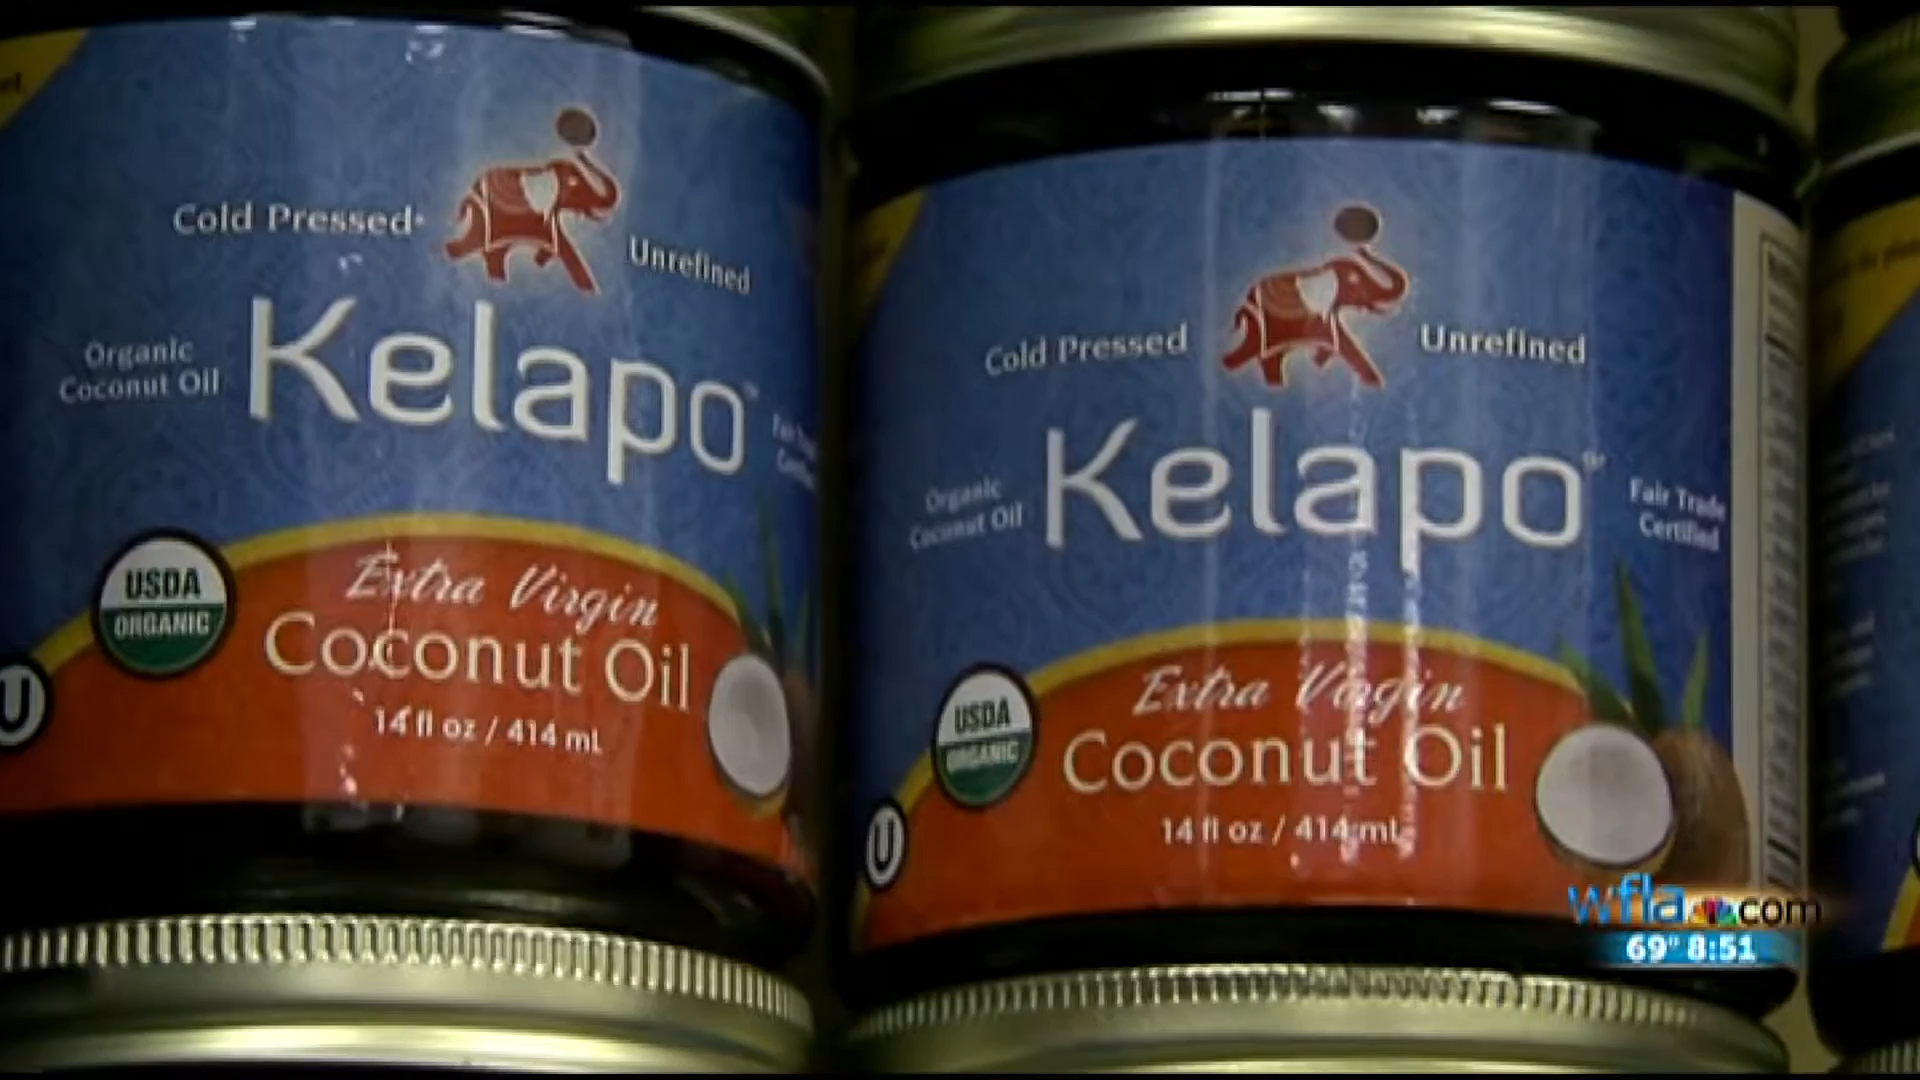 Cold Pressed
Unrefined
Organic
Coconut Oil
Kelapo
USDA
ORGANIC
Extra Virgin
Coconut Oil
14 fl oz / 414 mL
U
Cold Pressed
Unrefined
Organic
Coconut Oil
Kelapo
Fair Trade
Certified
USDA
ORGANIC
Extra Virgin
Coconut Oil
14 fl oz / 414 mL
U
wfla.com
69° 8:51